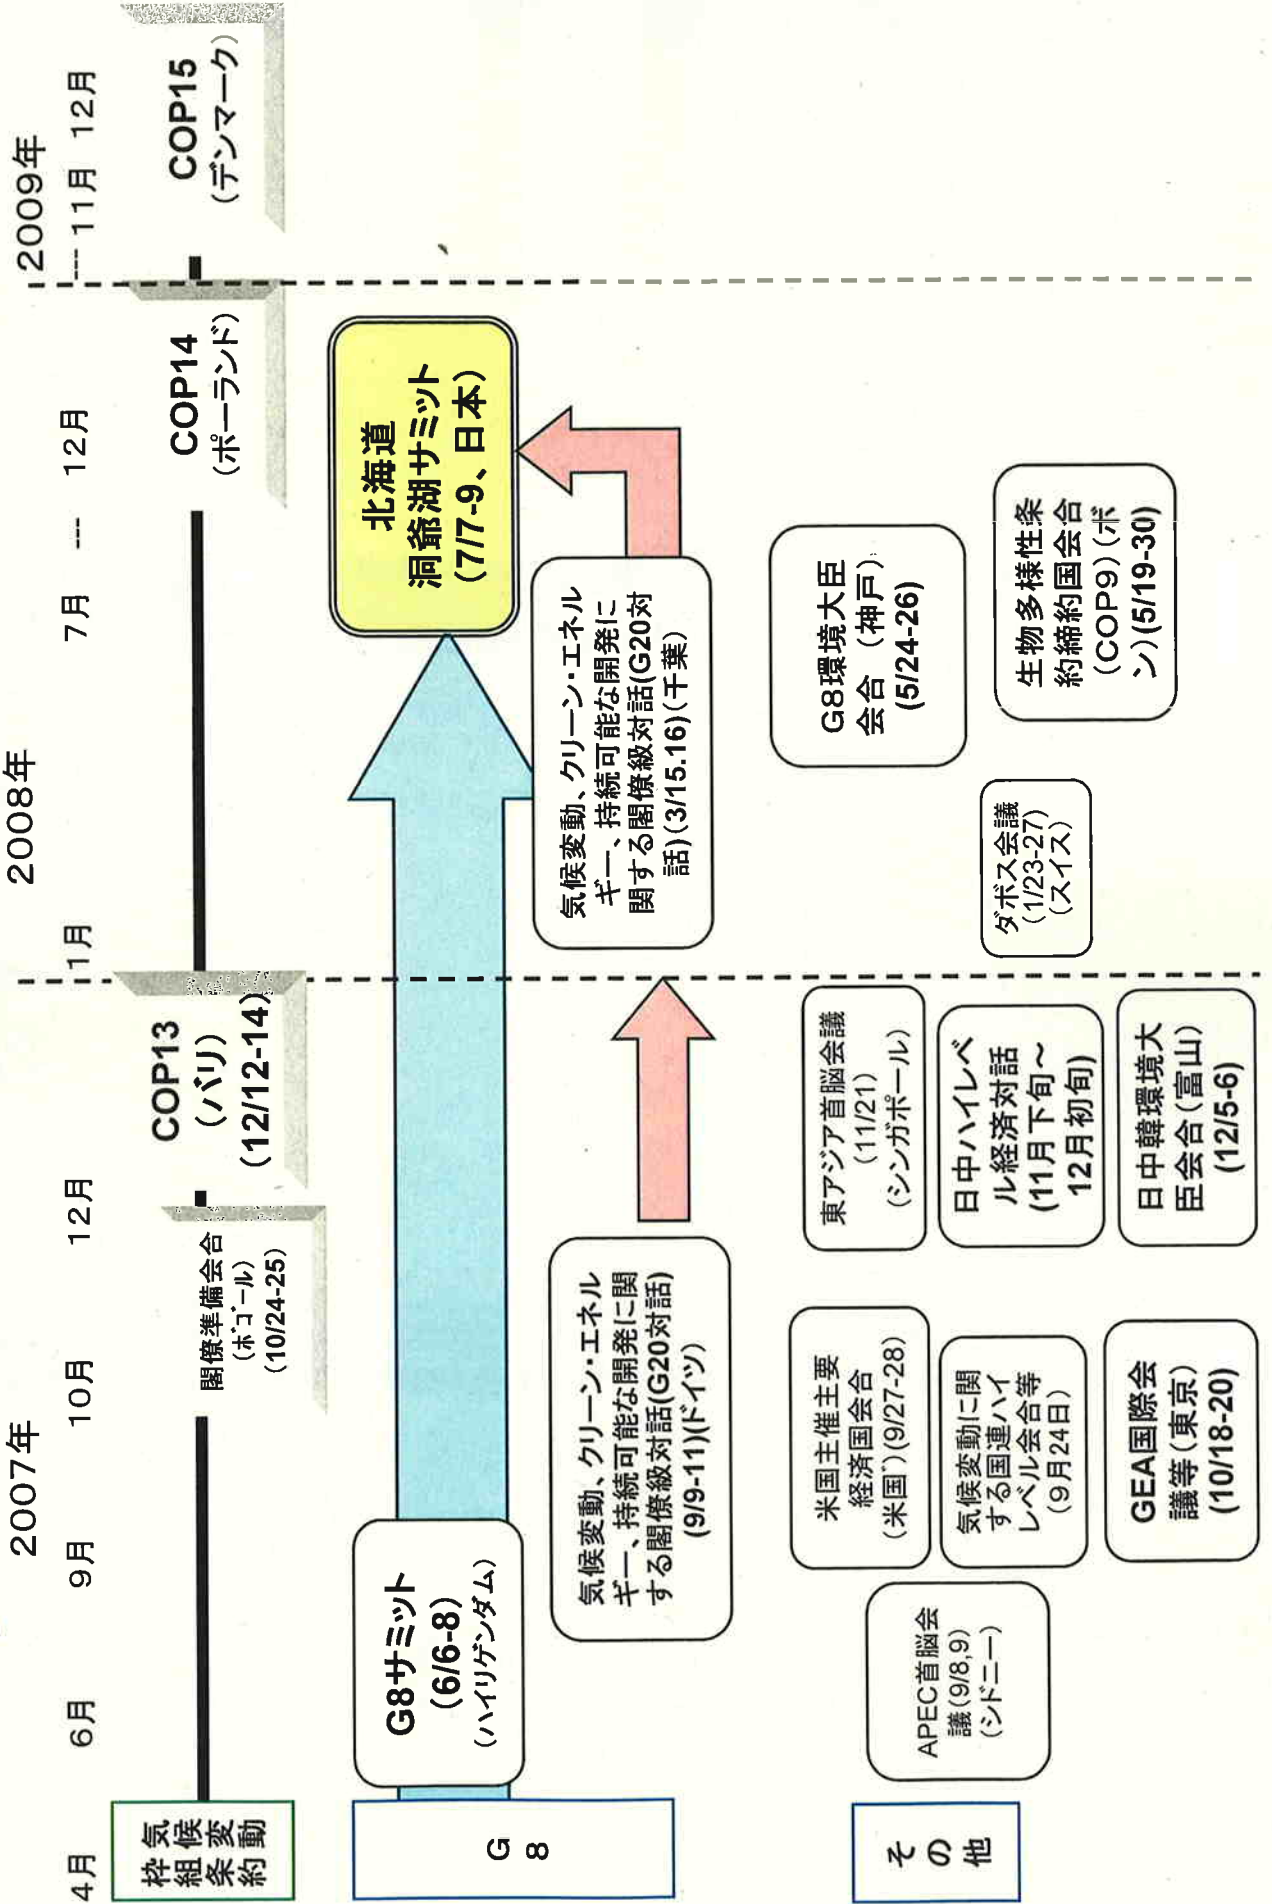 2007年
2008年
2009年
4月
6月
9月
10月
12月
1月
7月
---
12月
---
11月
12月
気候変動
枠組条約
閣僚準備会合
(ボゴール)
(10/24-25)
COP13
(バリ)
(12/12-14)
COP14
(ポーランド)
COP15
(デンマーク)
G8
G8サミット
(6/6-8)
(ハイリゲンダム)
北海道
洞爺湖サミット
(7/7-9、日本)
気候変動、クリーン・エネル
ギー、持続可能な開発に関
する閣僚級対話(G20対話)
(9/9-11)(ドイツ)
気候変動、クリーン・エネル
ギー、持続可能な開発に
関する閣僚級対話(G20対
話)(3/15.16)(千葉)
その他
APEC首脳会
議(9/8,9)
(シドニー)
米国主催主要
経済国会合
(米国)(9/27-28)
気候変動に関
する国連ハイ
レベル会合等
(9月24日)
GEA国際会
議等(東京)
(10/18-20)
東アジア首脳会議
(11/21)
(シンガポール)
日中ハイレベ
ル経済対話
(11月下旬～
12月初旬)
日中韓環境大
臣会合(富山)
(12/5-6)
ダボス会議
(1/23-27)
(スイス)
G8環境大臣
会合(神戸)
(5/24-26)
生物多様性条
約締約国会合
(COP9)(ボ
ン)(5/19-30)